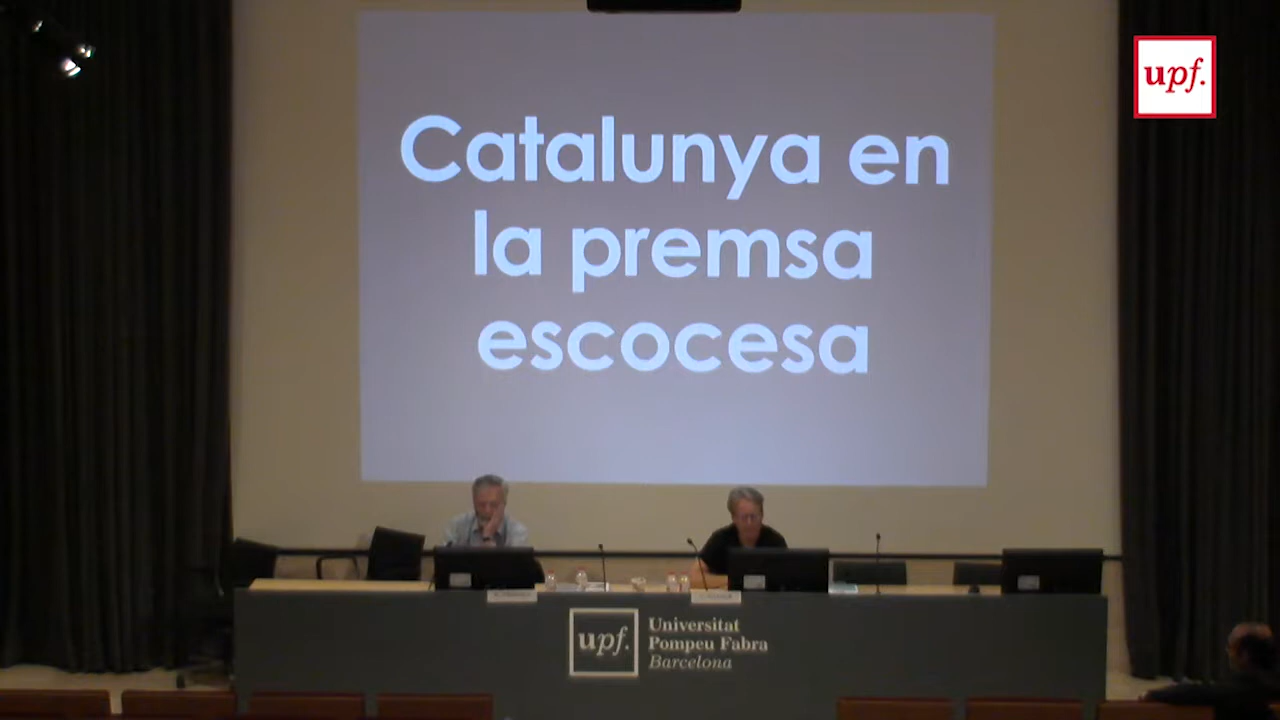 Catalunya en
la premsa
escocesa
upf.
upf.
Universitat
Pompeu Fabra
Barcelona